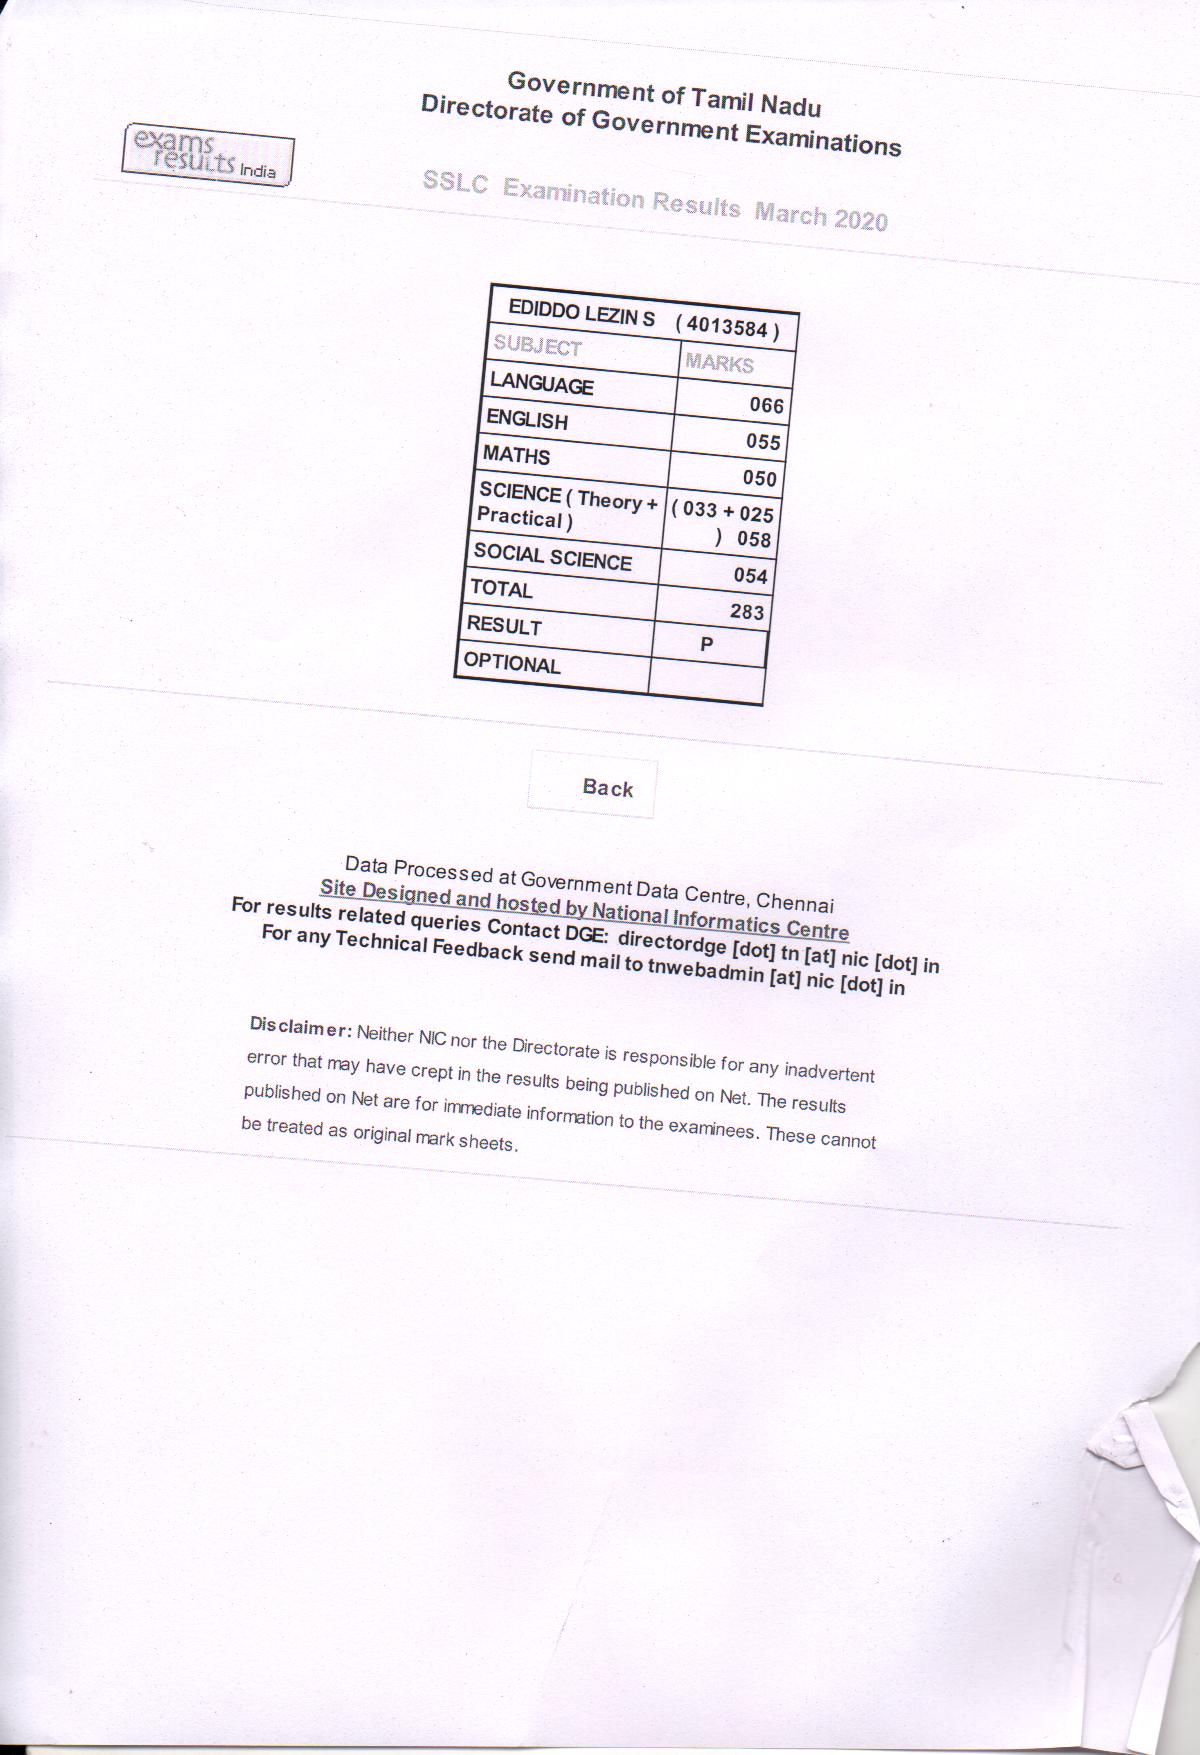 Government of Tamil Nadu
Directorate of Government Examinations
exams
results India
SSLC Examination Results March 2020
EDIDDO LEZIN S ( 4013584 )
SUBJECT MARKS
LANGUAGE 066
ENGLISH 055
MATHS 050
SCIENCE ( Theory + ( 033 + 025
Practical ) ) 058
SOCIAL SCIENCE 054
TOTAL 283
RESULT P
OPTIONAL
Back
Data Processed at Government Data Centre, Chennai
Site Designed and hosted by National Informatics Centre
For results related queries Contact DGE: directordge [dot] tn [at] nic [dot] in
For any Technical Feedback send mail to tnwebadmin [at] nic [dot] in
Disclaimer: Neither NIC nor the Directorate is responsible for any inadvertent
error that may have crept in the results being published on Net. The results
published on Net are for immediate information to the examinees. These cannot
be treated as original mark sheets.